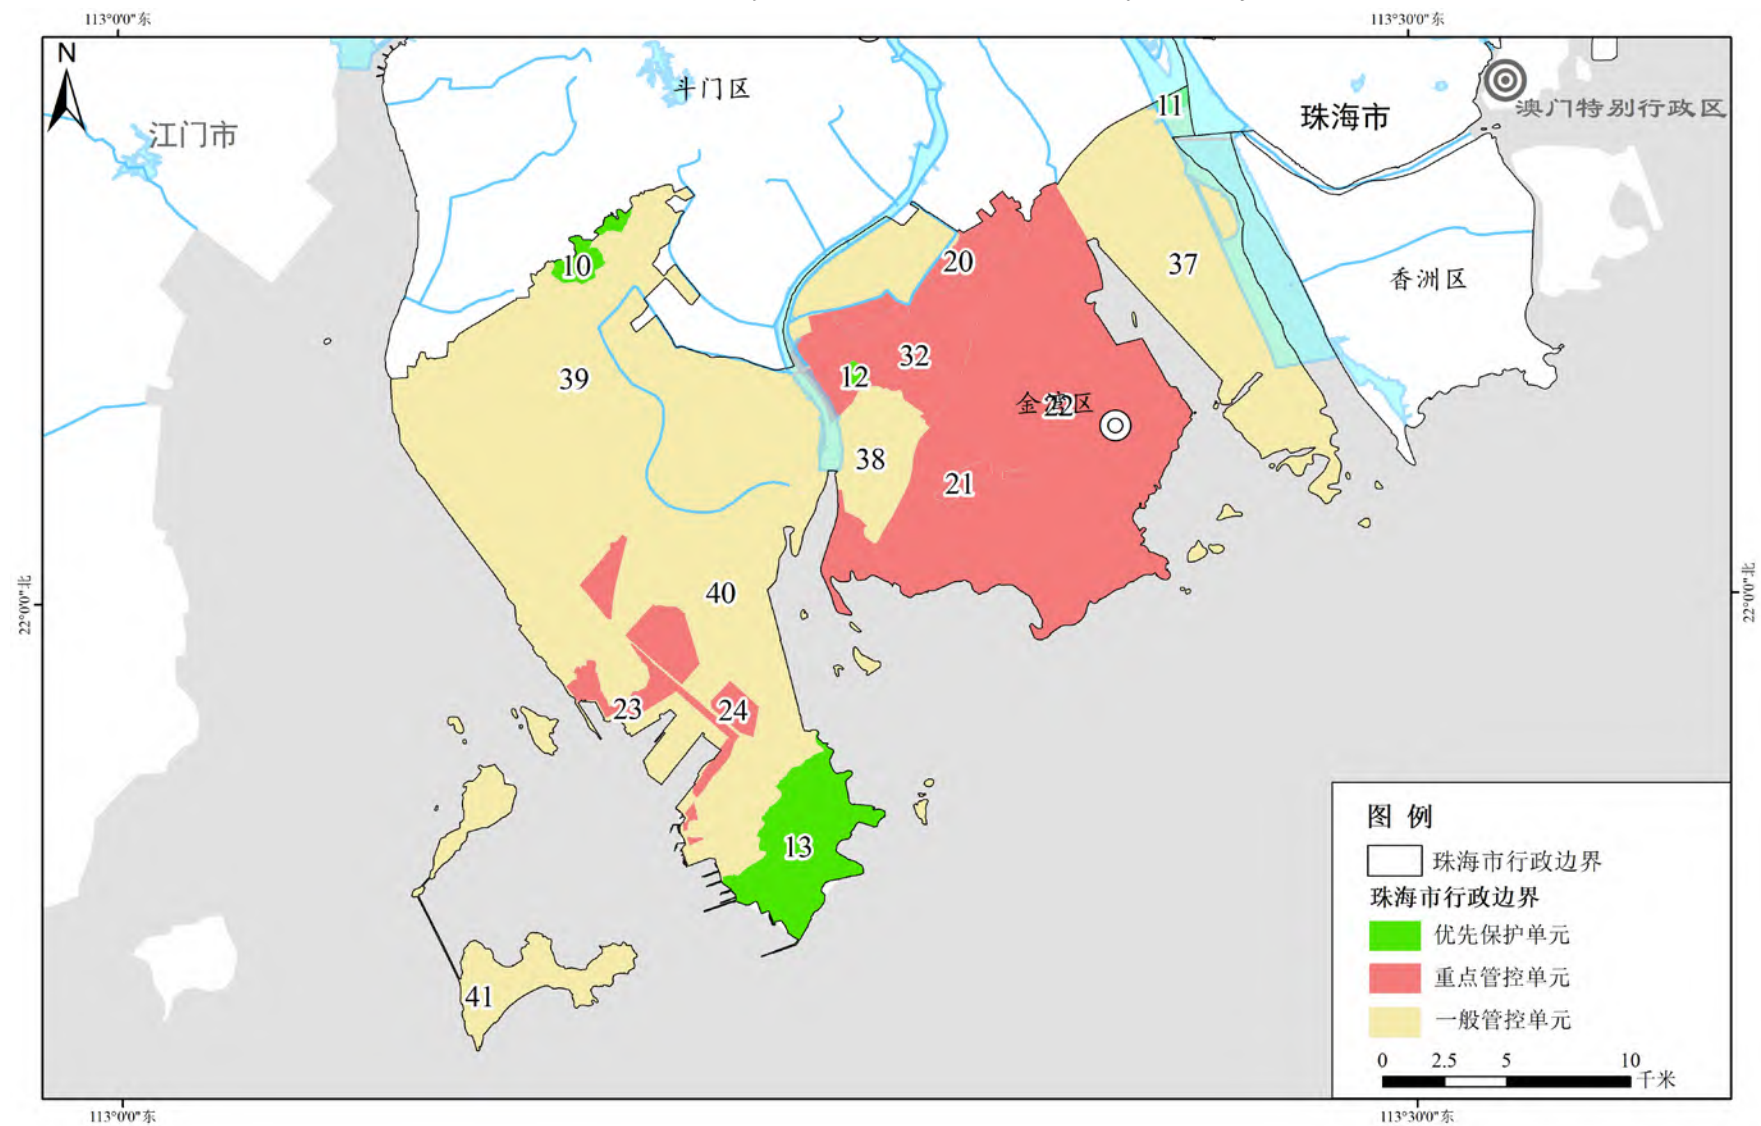 113°0'0"东
113°30'0"东
N
斗门区
江门市
11
珠海市
澳门特别行政区
10
20
37
香洲区
39
32
12
金湾区
22
38
21
40
22°0'0"北
22°0'0"北
23
24
13
41
图 例
珠海市行政边界
珠海市行政边界
优先保护单元
重点管控单元
一般管控单元
0 2.5 5 10
千米
113°0'0"东
113°30'0"东